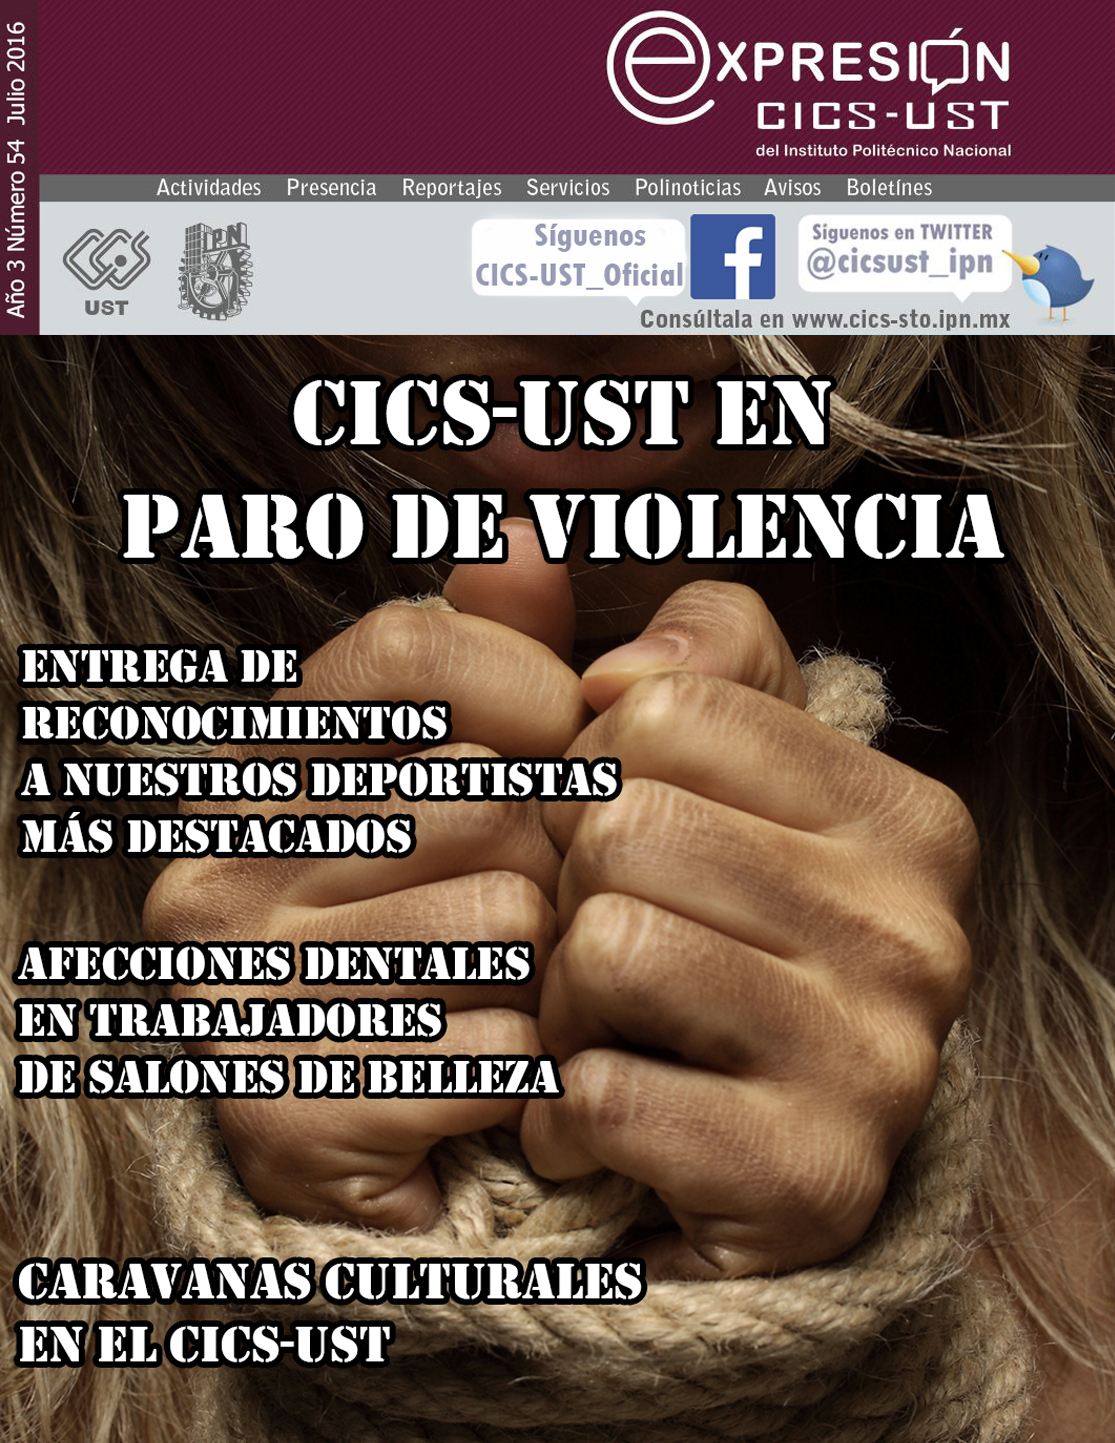 Año 3 Número 54 Julio 2016
eXPRESIÓN
CICS-UST
del Instituto Politécnico Nacional
Actividades Presencia Reportajes Servicios Polinoticias Avisos Boletínes
CICS
UST
IPN
Síguenos
CICS-UST_Oficial
f
Síguenos en TWITTER
@cicsust_ipn
Consúltala en www.cics-sto.ipn.mx
CICS-UST EN
PARO DE VIOLENCIA
ENTREGA DE
RECONOCIMIENTOS
A NUESTROS DEPORTISTAS
MÁS DESTACADOS
AFECCIONES DENTALES
EN TRABAJADORES
DE SALONES DE BELLEZA
CARAVANAS CULTURALES
EN EL CICS-UST